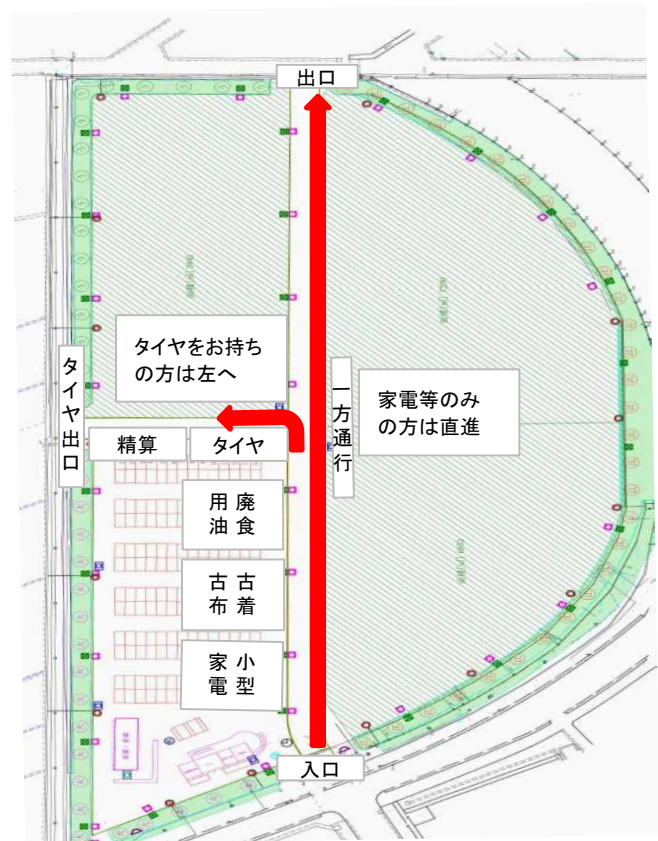 出口
タイヤをお持ち
の方は左へ
タイヤ出口
一方通行
家電等のみ
の方は直進
精算
タイヤ
廃食
用油
古着
古布
小型
家電
入口